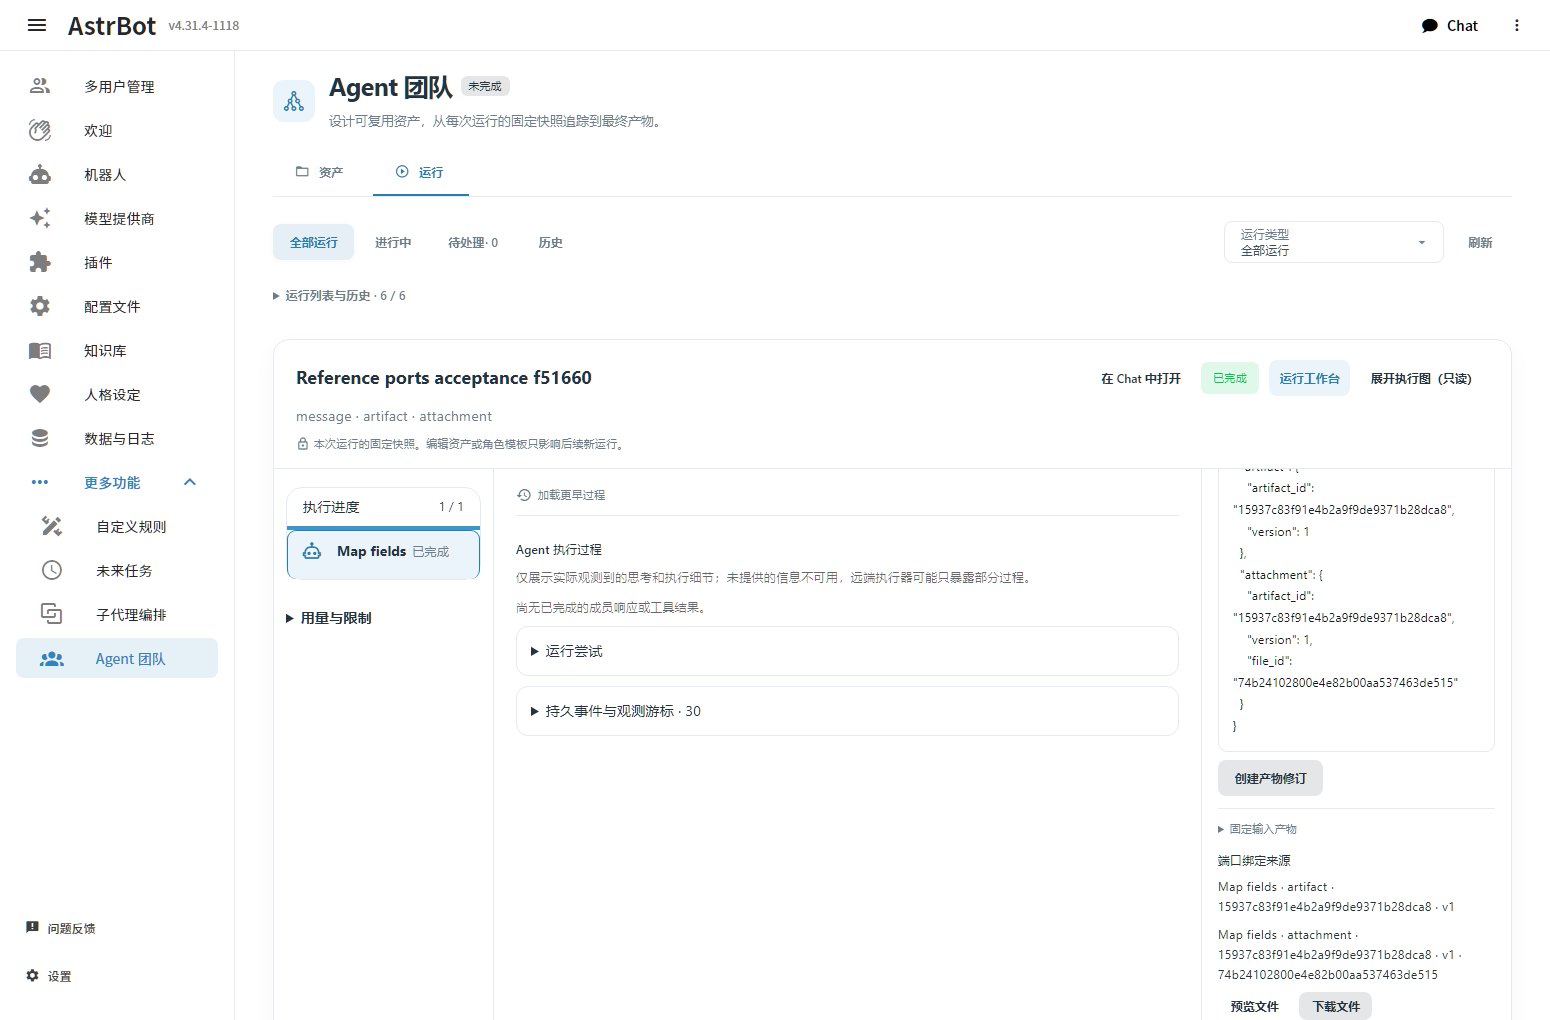 AstrBot v4.31.4-1118
Chat
多用户管理
欢迎
机器人
模型提供商
插件
配置文件
知识库
人格设定
数据与日志
更多功能
自定义规则
未来任务
子代理编排
Agent 团队
问题反馈
设置
Agent 团队 未完成
设计可复用资产，从每次运行的固定快照追踪到最终产物。
资产 运行
全部运行 进行中 待处理· 0 历史
运行类型
全部运行
刷新
运行列表与历史 · 6 / 6
Reference ports acceptance f51660
在 Chat 中打开 已完成 运行工作台 展开执行图（只读）
message · artifact · attachment
本次运行的固定快照。编辑资产或角色模板只影响后续新运行。
执行进度 1 / 1
Map fields 已完成
用量与限制
加载更早过程
Agent 执行过程
仅展示实际观测到的思考和执行细节；未提供的信息不可用，远端执行器可能只暴露部分过程。
尚无已完成的成员响应或工具结果。
运行尝试
持久事件与观测游标 · 30
"artifact_id":
"15937c83f91e4b2a9f9de9371b28dca8",
"version": 1
},
"attachment": {
"artifact_id":
"15937c83f91e4b2a9f9de9371b28dca8",
"version": 1,
"file_id":
"74b24102800e4e82b00aa537463de515"
}
}
创建产物修订
固定输入产物
端口绑定来源
Map fields · artifact ·
15937c83f91e4b2a9f9de9371b28dca8 · v1
Map fields · attachment ·
15937c83f91e4b2a9f9de9371b28dca8 · v1 ·
74b24102800e4e82b00aa537463de515
预览文件 下载文件